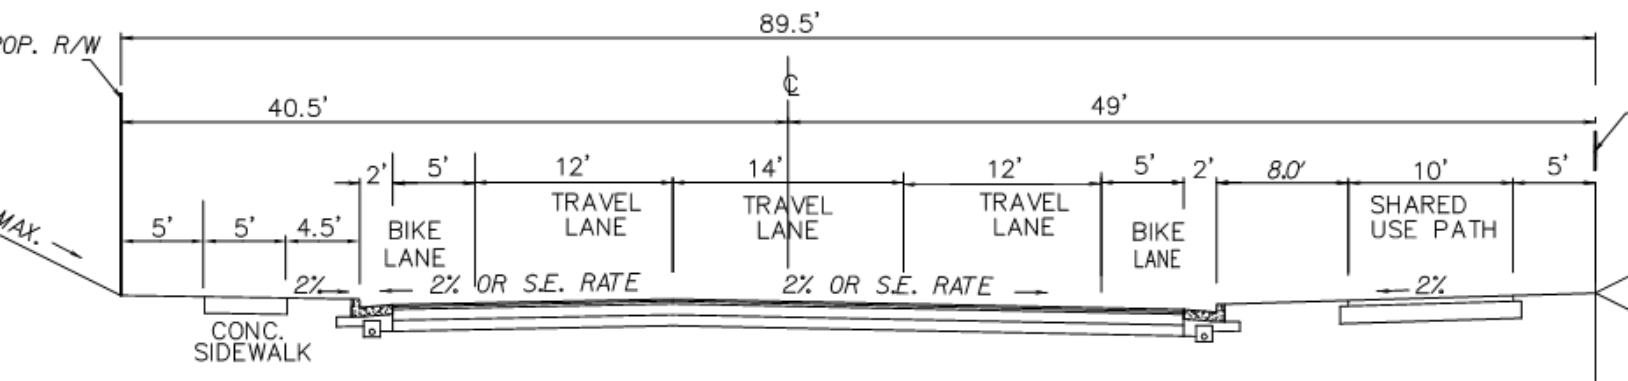 89.5'
POP. R/W
℄
40.5'
49'
2'
5'
12'
14'
12'
5'
2'
8.0'
10'
5'
TRAVEL
LANE
TRAVEL
LANE
TRAVEL
LANE
SHARED
USE PATH
MAX.
5'
5'
4.5'
BIKE
LANE
BIKE
LANE
2%
2% OR S.E. RATE
2% OR S.E. RATE
2%
CONC.
SIDEWALK